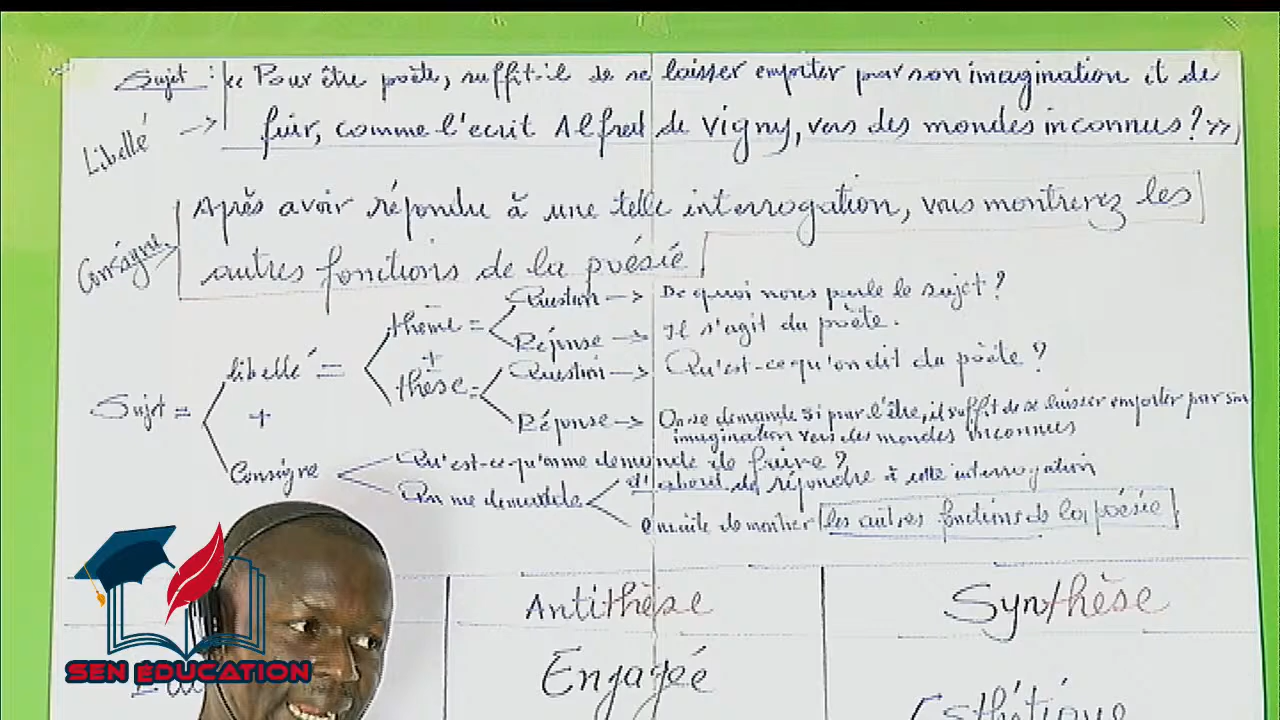 Sujet : « Pour être poète, suffit-il de se laisser emporter par son imagination et de
Libellé → fuir, comme l'ecrit Alfred de Vigny, vers des mondes inconnus ? »
Après avoir répondu à une telle interrogation, vous montrerez les
Consigne autres fonctions de la poésie
Question → De quoi nous parle le sujet ?
thème =
Réponse → Il s'agit du poète.
libellé =
+
Question → Qu'est-ce qu'on dit du poète ?
thèse =
Sujet =
+
Réponse → On se demande si pour l'être, il suffit de se laisser emporter par son
imagination vers des mondes inconnus
Consigne
Qu'est-ce qu'on me demande de faire ?
On me demande
d'abord de répondre à cette interrogation
ensuite de montrer les autres fonctions de la poésie
Antithèse
Synthèse
Engagée
Esthétique
SEN ÉDUCATION